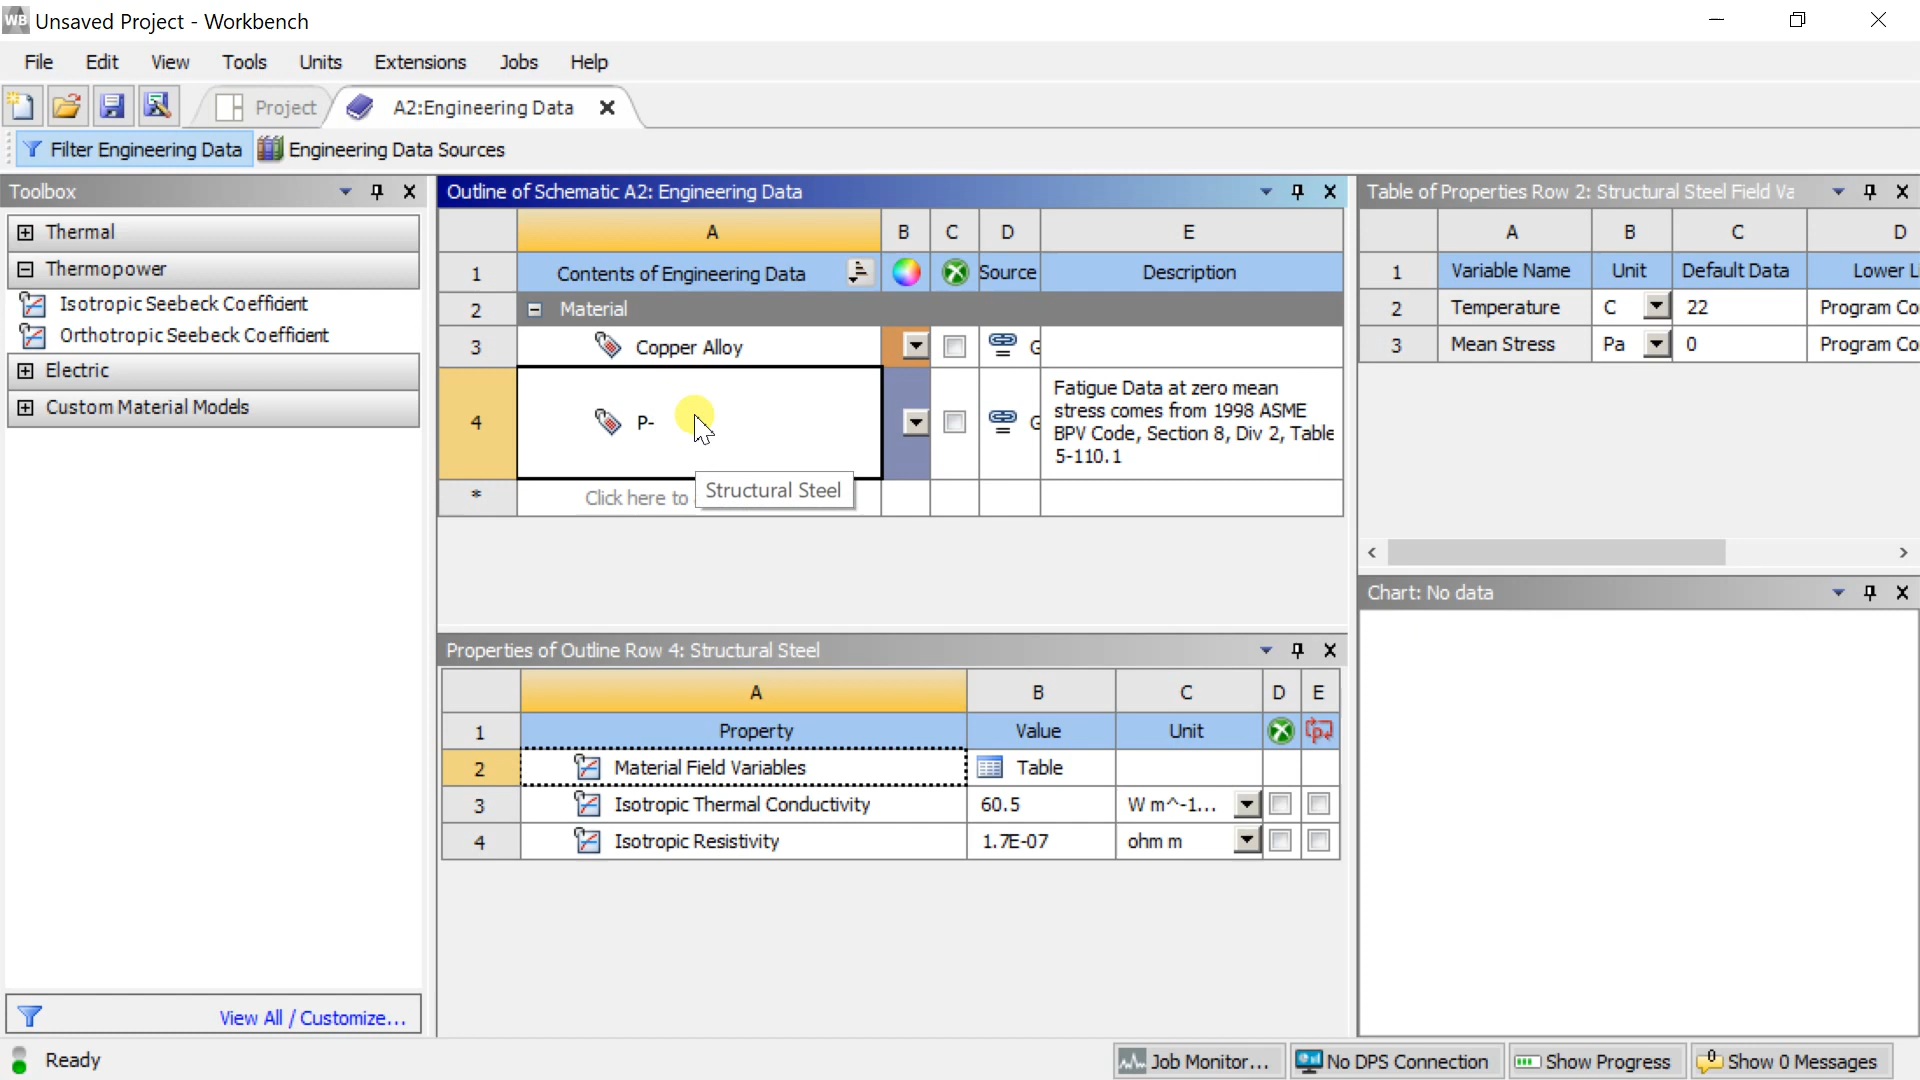 WB Unsaved Project - Workbench
File Edit View Tools Units Extensions Jobs Help
Project A2:Engineering Data
Filter Engineering Data Engineering Data Sources
Toolbox
Thermal
Thermopower
Isotropic Seebeck Coefficient
Orthotropic Seebeck Coefficient
Electric
Custom Material Models
View All / Customize...
Outline of Schematic A2: Engineering Data
A B C D E
1 Contents of Engineering Data Source Description
2 Material
3 Copper Alloy G
4 P- G Fatigue Data at zero mean
stress comes from 1998 ASME
BPV Code, Section 8, Div 2, Table
5-110.1
* Click here to
Structural Steel
Properties of Outline Row 4: Structural Steel
A B C D E
1 Property Value Unit
2 Material Field Variables Table
3 Isotropic Thermal Conductivity 60.5 W m^-1...
4 Isotropic Resistivity 1.7E-07 ohm m
Table of Properties Row 2: Structural Steel Field Va
A B C D
1 Variable Name Unit Default Data Lower L
2 Temperature C 22 Program Co
3 Mean Stress Pa 0 Program Co
Chart: No data
Ready Job Monitor... No DPS Connection Show Progress 0 Show 0 Messages